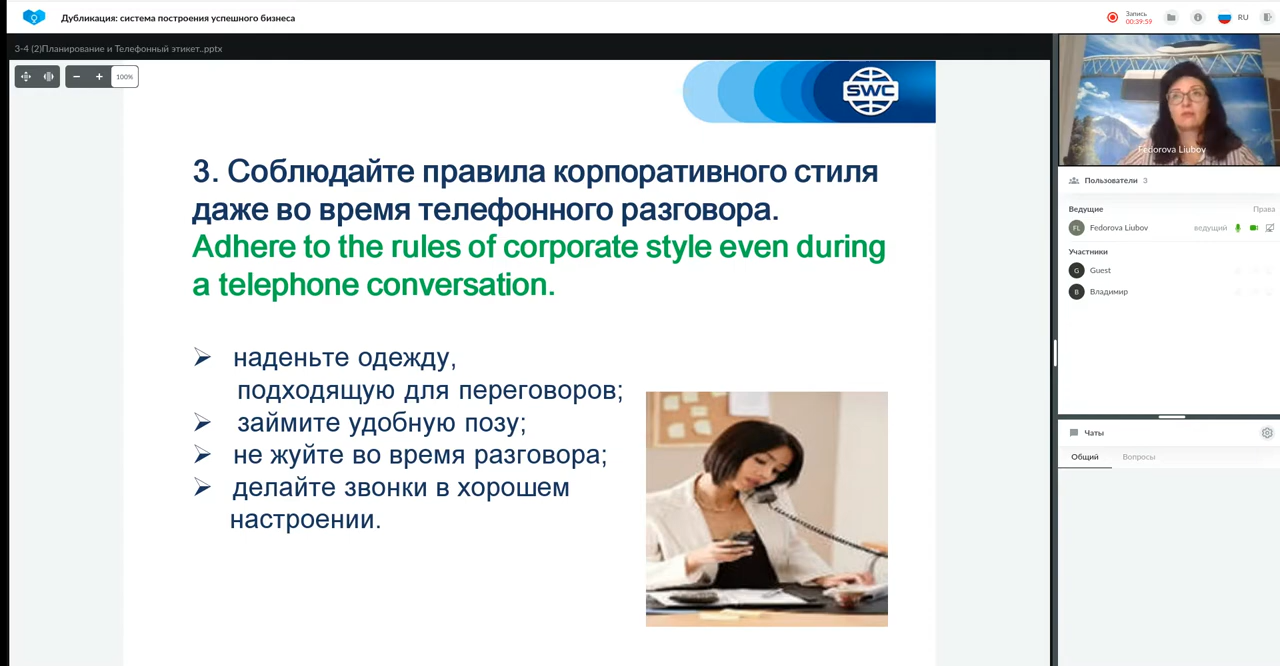 Дубликация: система построения успешного бизнеса
Запись
00:39:59
RU
3-4 (2)Планирование и Телефонный этикет..pptx
100%
SWC
3. Соблюдайте правила корпоративного стиля
даже во время телефонного разговора.
Adhere to the rules of corporate style even during
a telephone conversation.
наденьте одежду,
подходящую для переговоров;
займите удобную позу;
не жуйте во время разговора;
делайте звонки в хорошем
настроении.
Fedorova Liubov
Пользователи 3
Ведущие Права
FL Fedorova Liubov ведущий
Участники
G Guest
В Владимир
Чаты
Общий Вопросы